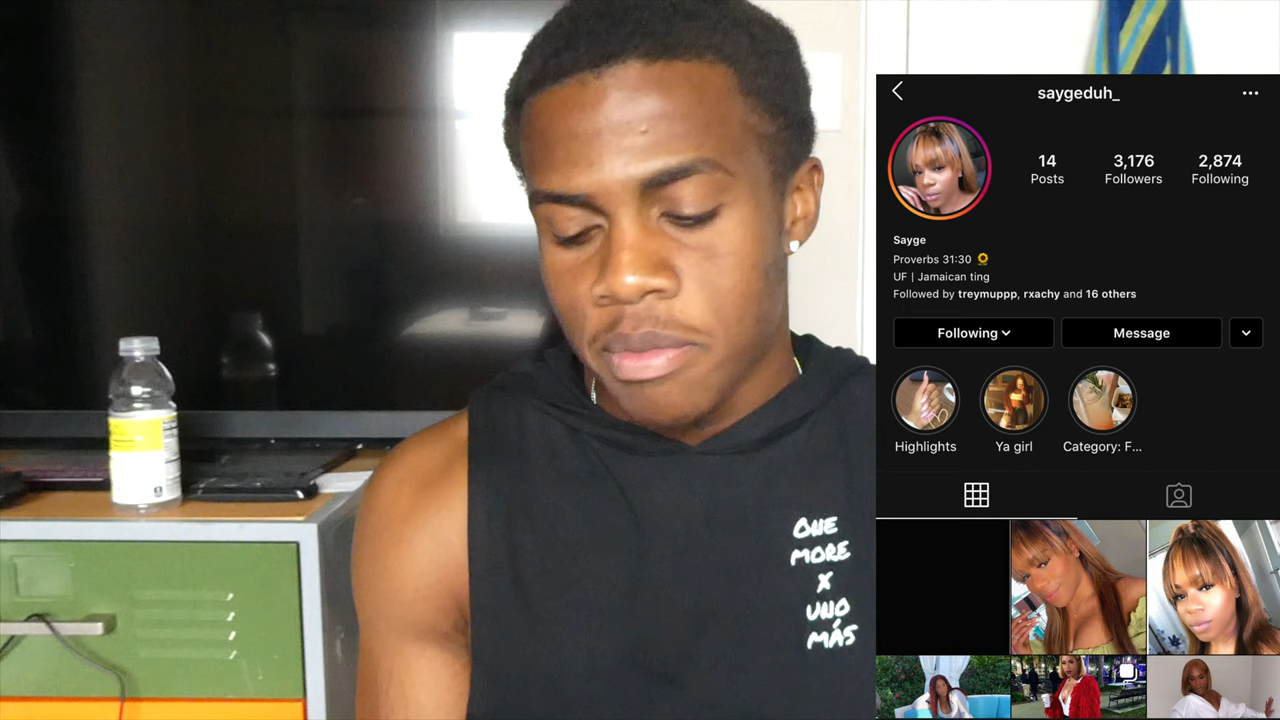 ONE
MORE
X
UNO
MÁS
saygeduh_
14
3,176
2,874
Posts
Followers
Following
Sayge
Proverbs 31:30 🌻
UF | Jamaican ting
Followed by treymuppp, rxachy and 16 others
Following
Message
Highlights
Ya girl
Category: F...